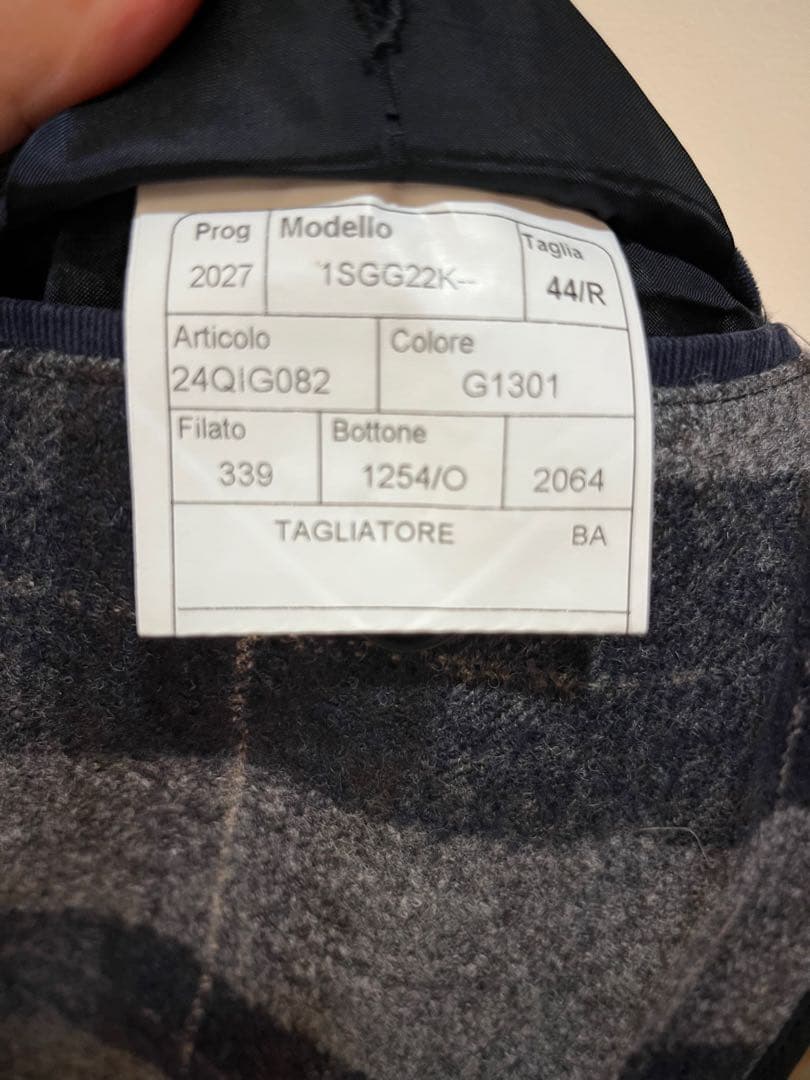 Prog Modello Taglia
2027 1SGG22K-- 44/R
Articolo Colore
24QIG082 G1301
Filato Bottone
339 1254/O 2064
TAGLIATORE BA